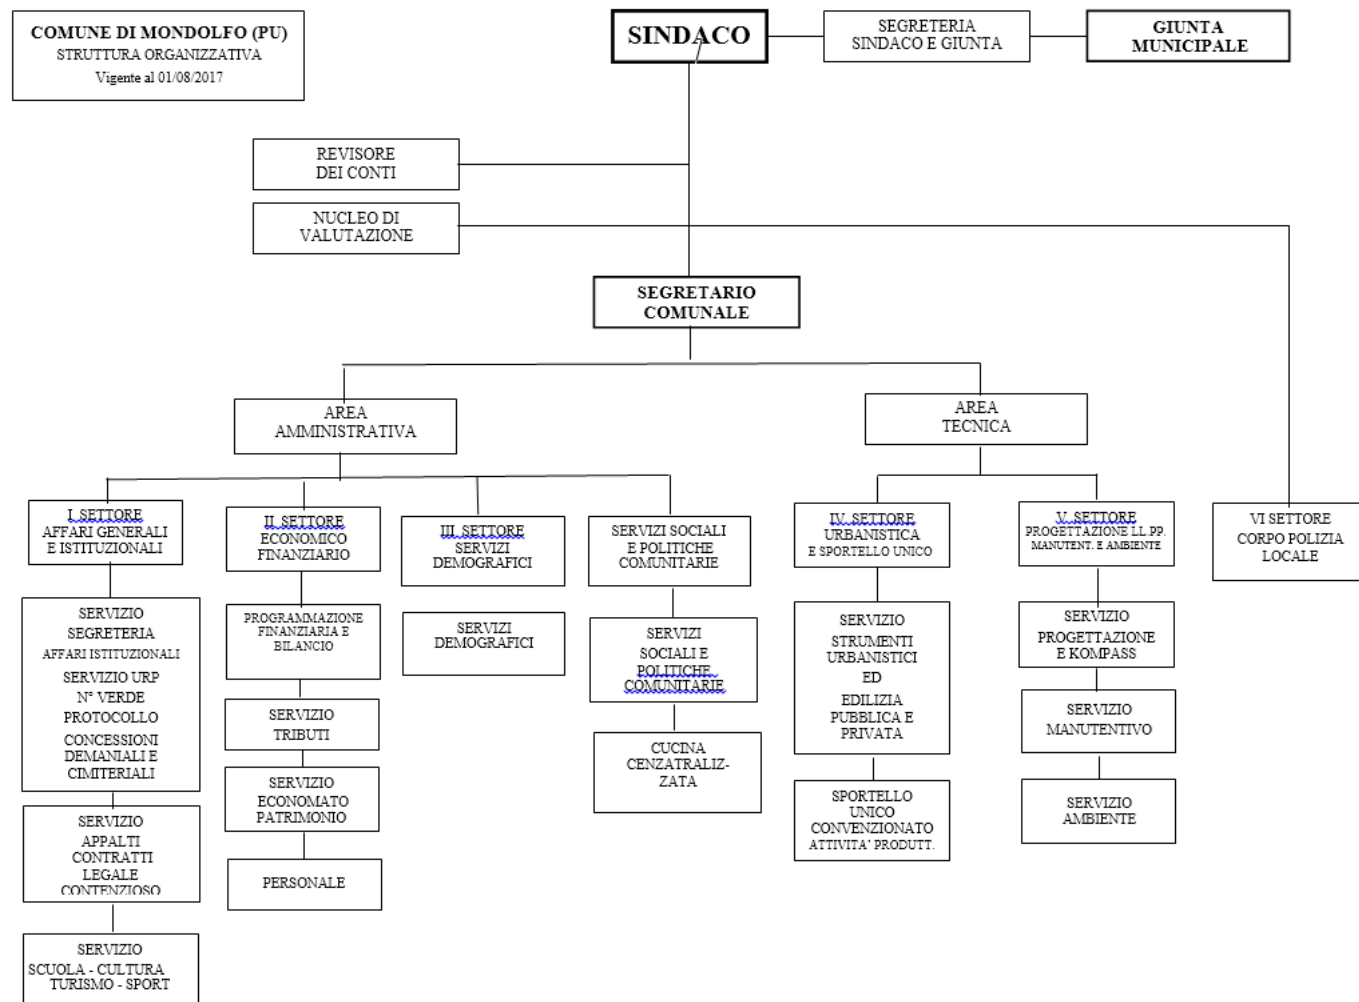 COMUNE DI MONDOLFO (PU)
STRUTTURA ORGANIZZATIVA
Vigente al 01/08/2017
SINDACO
SEGRETERIA
SINDACO E GIUNTA
GIUNTA
MUNICIPALE
REVISORE
DEI CONTI
NUCLEO DI
VALUTAZIONE
SEGRETARIO
COMUNALE
AREA
AMMINISTRATIVA
AREA
TECNICA
I SETTORE
AFFARI GENERALI
E ISTITUZIONALI
II SETTORE
ECONOMICO
FINANZIARIO
III SETTORE
SERVIZI
DEMOGRAFICI
SERVIZI SOCIALI
E POLITICHE
COMUNITARIE
IV SETTORE
URBANISTICA
E SPORTELLO UNICO
V SETTORE
PROGETTAZIONE LL.PP.
MANUTENT. E AMBIENTE
VI SETTORE
CORPO POLIZIA
LOCALE
SERVIZIO
SEGRETERIA
AFFARI ISTITUZIONALI
SERVIZIO URP
N° VERDE
PROTOCOLLO
CONCESSIONI
DEMANIALI E
CIMITERIALI
SERVIZIO
APPALTI
CONTRATTI
LEGALE
CONTENZIOSO
SERVIZIO
SCUOLA - CULTURA
TURISMO - SPORT
PROGRAMMAZIONE
FINANZIARIA E
BILANCIO
SERVIZIO
TRIBUTI
SERVIZIO
ECONOMATO
PATRIMONIO
PERSONALE
SERVIZI
DEMOGRAFICI
SERVIZI
SOCIALI E
POLITICHE
COMUNITARIE
CUCINA
CENZATRALIZ-
ZATA
SERVIZIO
STRUMENTI
URBANISTICI
ED
EDILIZIA
PUBBLICA E
PRIVATA
SPORTELLO
UNICO
CONVENZIONATO
ATTIVITA' PRODUTT.
SERVIZIO
PROGETTAZIONE
E KOMPASS
SERVIZIO
MANUTENTIVO
SERVIZIO
AMBIENTE